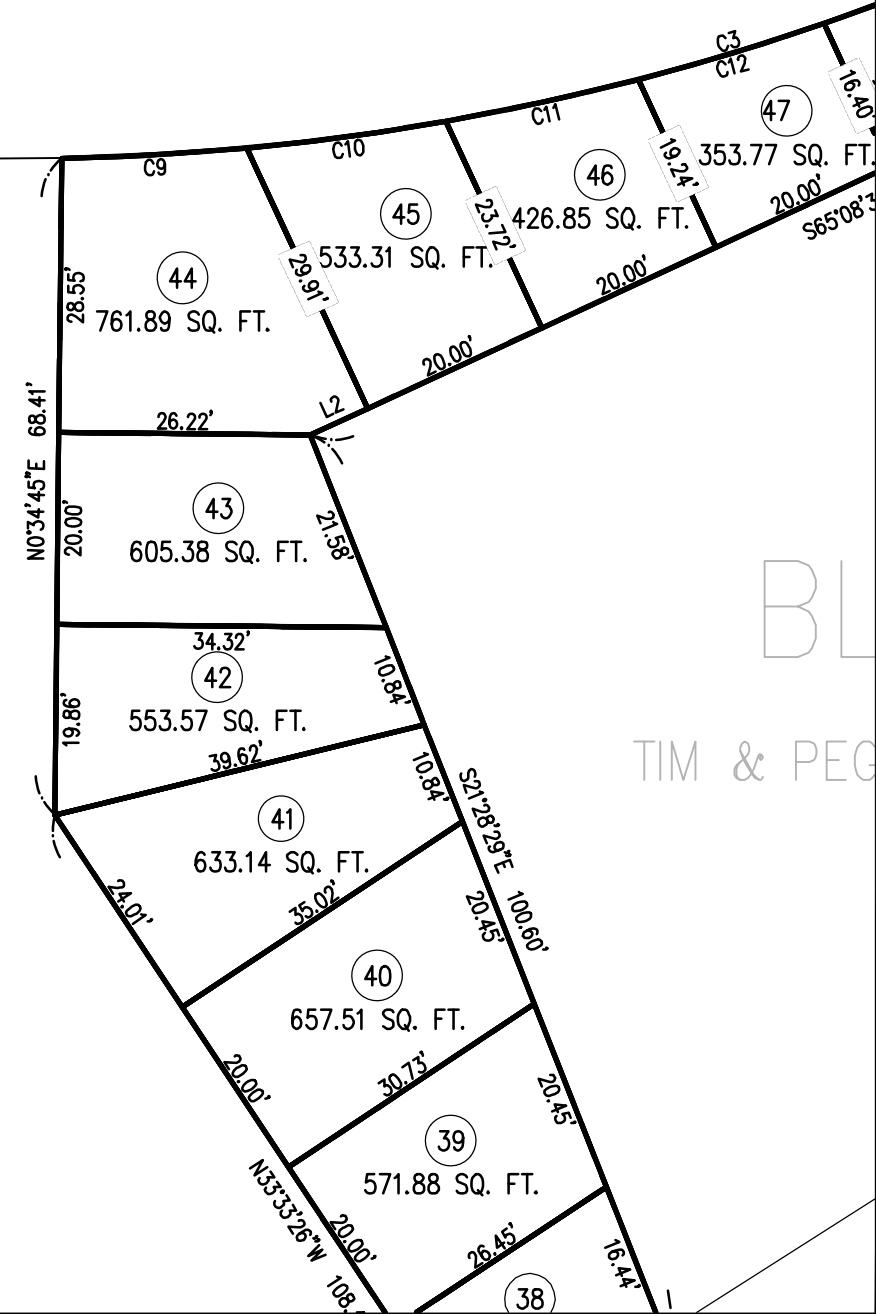 C3
C12
47
353.77 SQ. FT.
16.40'
20.00'
S65°08'3
C11
46
426.85 SQ. FT.
19.24'
20.00'
C10
45
533.31 SQ. FT.
23.72'
20.00'
C9
44
761.89 SQ. FT.
29.91'
28.55'
L2
26.22'
N0°34'45"E 68.41'
43
605.38 SQ. FT.
20.00'
21.58'
34.32'
42
553.57 SQ. FT.
19.86'
10.84'
39.62'
BL
TIM & PEG
S21°28'29"E 100.60'
41
633.14 SQ. FT.
10.84'
24.01'
35.02'
40
657.51 SQ. FT.
20.45'
20.00'
30.73'
39
571.88 SQ. FT.
20.45'
20.00'
N33°33'26"W 108.
26.45'
38
16.44'